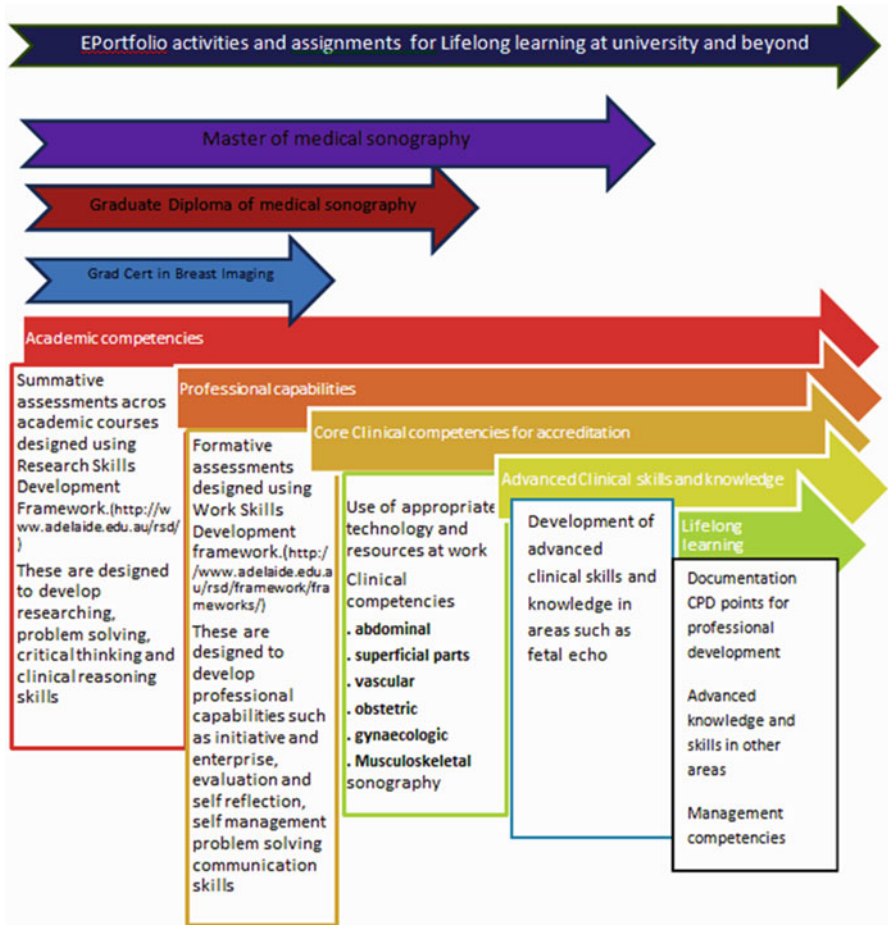 EPortfolio activities and assignments for Lifelong learning at university and beyond
Master of medical sonography
Graduate Diploma of medical sonography
Grad Cert in Breast Imaging
Academic competencies
Summative
assessments acros
academic courses
designed using
Research Skills
Development
Framework.(http://w
ww.adelaide.edu.au/rsd/
)
These are designed
to develop
researching,
problem solving,
critical thinking and
clinical reasoning
skills
Professional capabilities
Formative
assessments
designed using
Work Skills
Development
framework.(http:/
/www.adelaide.edu.a
u/rsd/framework/fra
meworks/)
These are
designed to
develop
professional
capabilities such
as initiative and
enterprise,
evaluation and
self reflection,
self management
problem solving
communication
skills
Core Clinical competencies for accreditation
Use of appropriate
technology and
resources at work
Clinical
competencies
. abdominal
. superficial parts
. vascular
. obstetric
. gynaecologic
. Musculoskeletal
sonography
Advanced Clinical skills and knowledge
Development of
advanced
clinical skills and
knowledge in
areas such as
fetal echo
Lifelong
learning
Documentation
CPD points for
professional
development
Advanced
knowledge and
skills in other
areas
Management
competencies